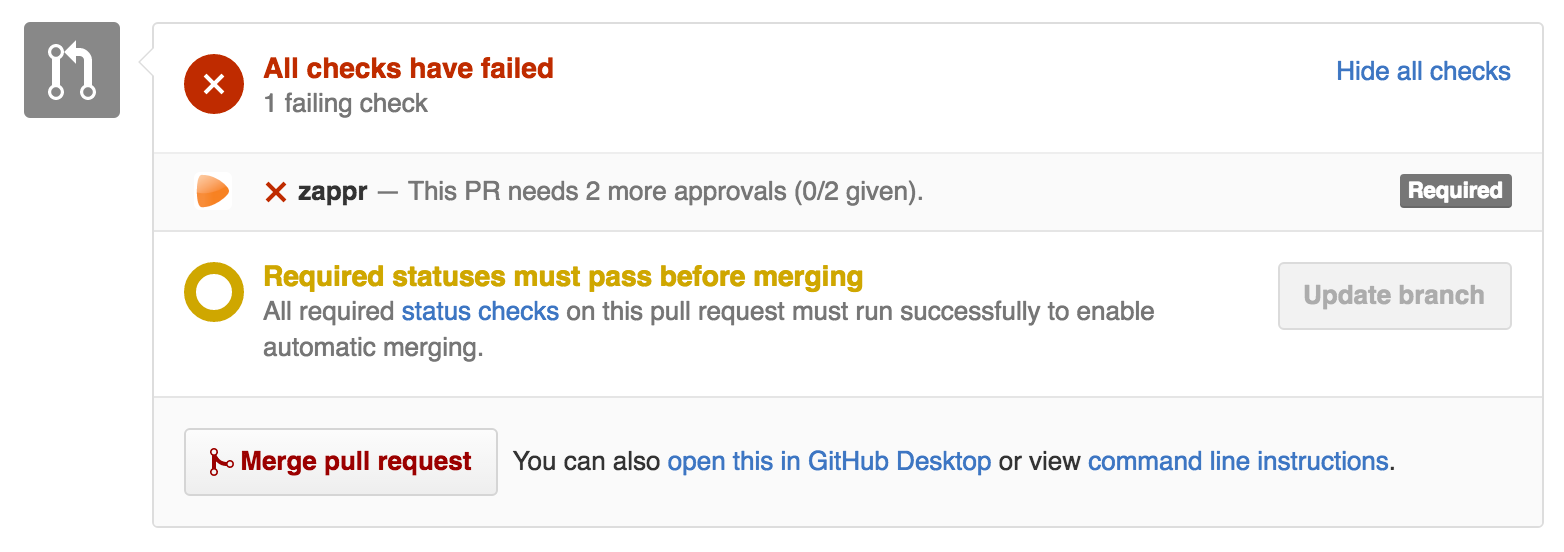 All checks have failed
Hide all checks
1 failing check
zappr — This PR needs 2 more approvals (0/2 given).
Required
Required statuses must pass before merging
All required status checks on this pull request must run successfully to enable
automatic merging.
Update branch
Merge pull request
You can also open this in GitHub Desktop or view command line instructions.